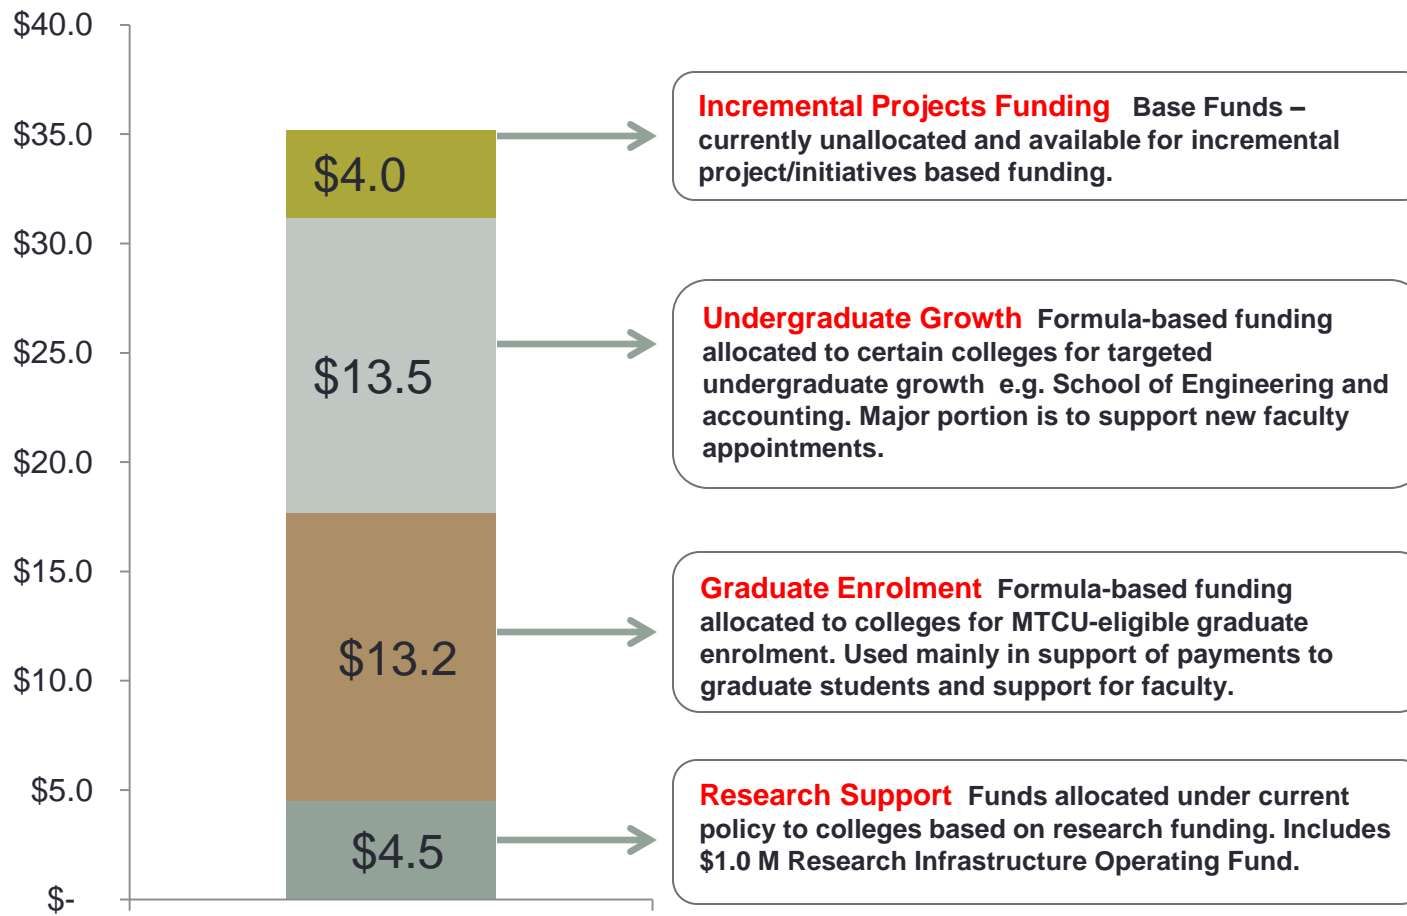 $40.0
$35.0
$30.0
$25.0
$20.0
$15.0
$10.0
$5.0
$-
$4.0
$13.5
$13.2
$4.5
Incremental Projects Funding Base Funds –
currently unallocated and available for incremental
project/initiatives based funding.
Undergraduate Growth Formula-based funding
allocated to certain colleges for targeted
undergraduate growth e.g. School of Engineering and
accounting. Major portion is to support new faculty
appointments.
Graduate Enrolment Formula-based funding
allocated to colleges for MTCU-eligible graduate
enrolment. Used mainly in support of payments to
graduate students and support for faculty.
Research Support Funds allocated under current
policy to colleges based on research funding. Includes
$1.0 M Research Infrastructure Operating Fund.